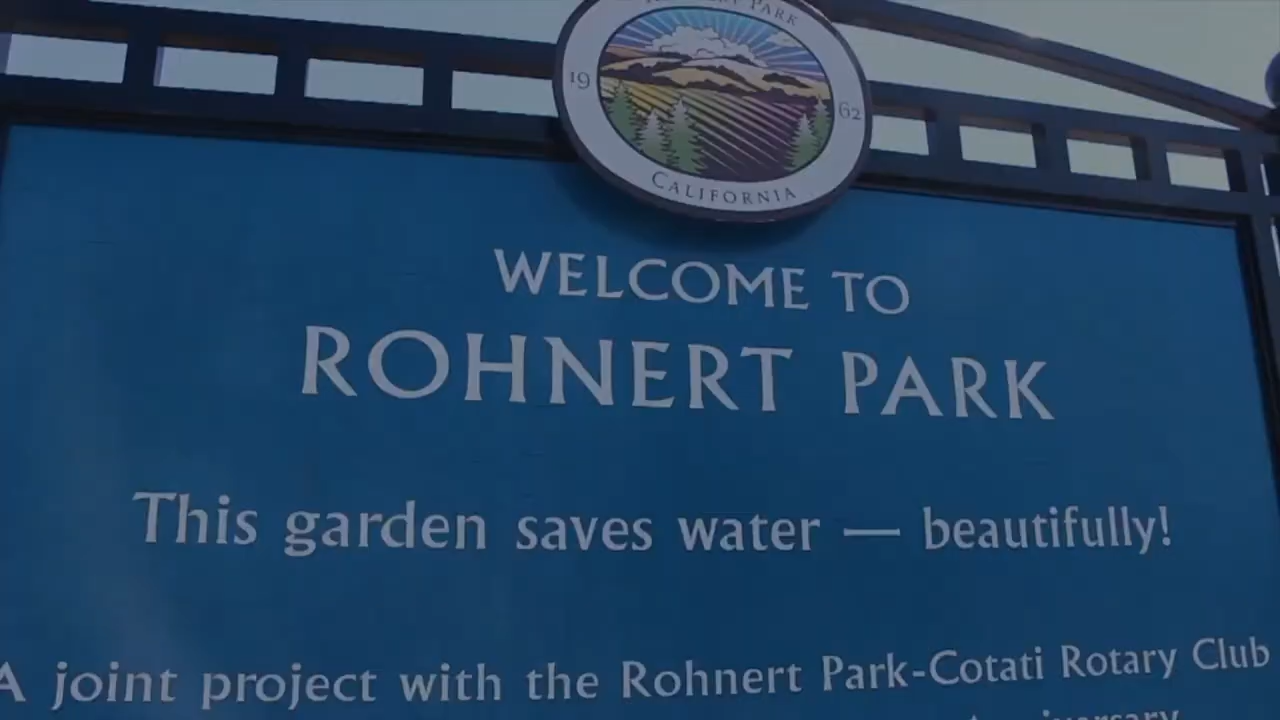 PARK
19 62
CALIFORNIA
WELCOME TO
ROHNERT PARK
This garden saves water — beautifully!
A joint project with the Rohnert Park-Cotati Rotary Club